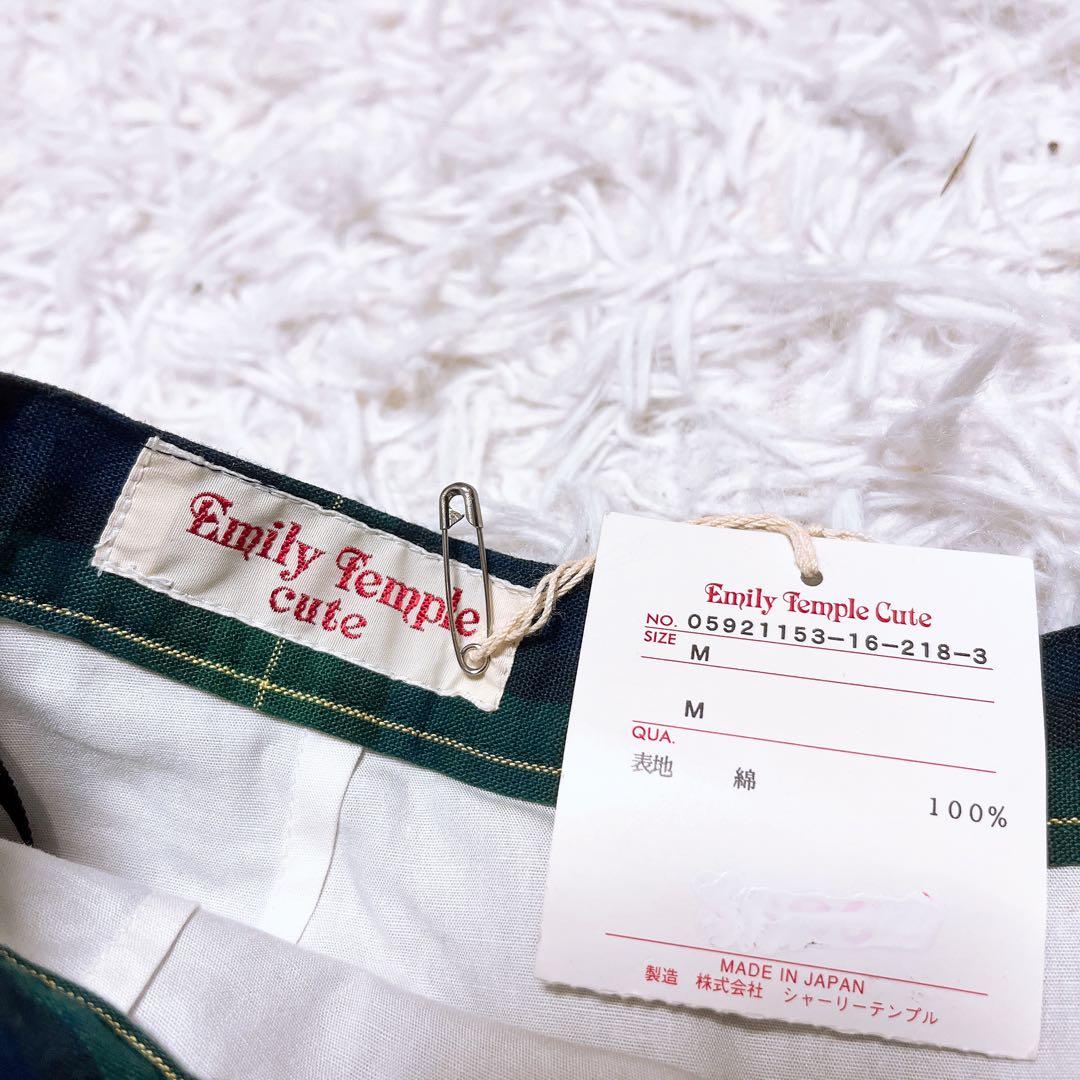 Emily Temple
cute
Emily Temple Cute
NO. 05921153-16-218-3
SIZE M
M
QUA.
表地 綿 100%
MADE IN JAPAN
製造 株式会社 シャーリーテンプル